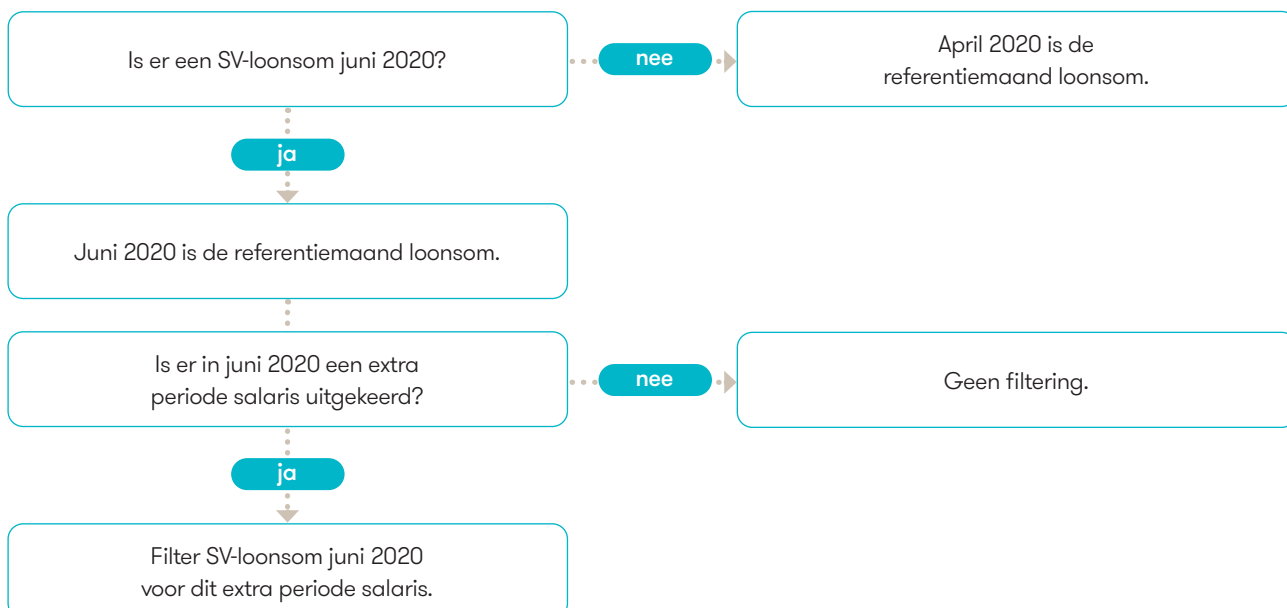 Is er een SV-loonsom juni 2020?
nee
April 2020 is de
referentiemaand loonsom.
ja
Juni 2020 is de referentiemaand loonsom.
Is er in juni 2020 een extra
periode salaris uitgekeerd?
nee
Geen filtering.
ja
Filter SV-loonsom juni 2020
voor dit extra periode salaris.